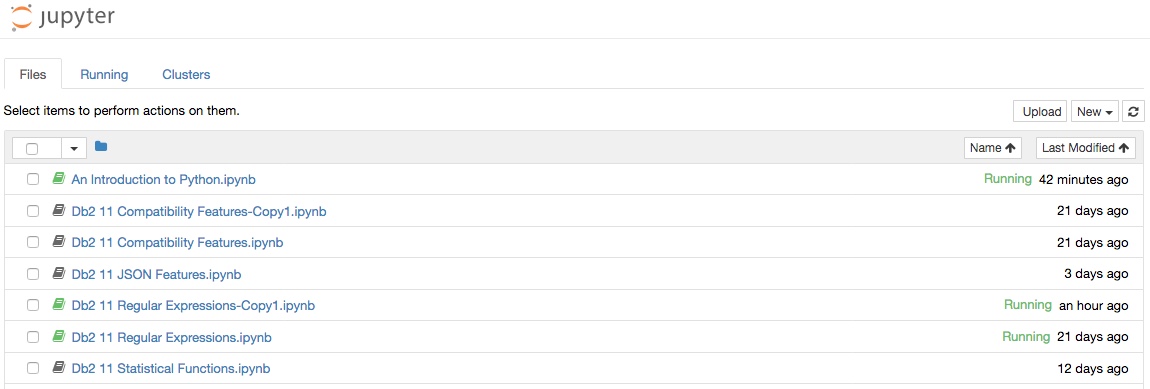 jupyter
Files Running Clusters
Select items to perform actions on them. Upload New
Name Last Modified
An Introduction to Python.ipynb Running 42 minutes ago
Db2 11 Compatibility Features-Copy1.ipynb 21 days ago
Db2 11 Compatibility Features.ipynb 21 days ago
Db2 11 JSON Features.ipynb 3 days ago
Db2 11 Regular Expressions-Copy1.ipynb Running an hour ago
Db2 11 Regular Expressions.ipynb Running 21 days ago
Db2 11 Statistical Functions.ipynb 12 days ago